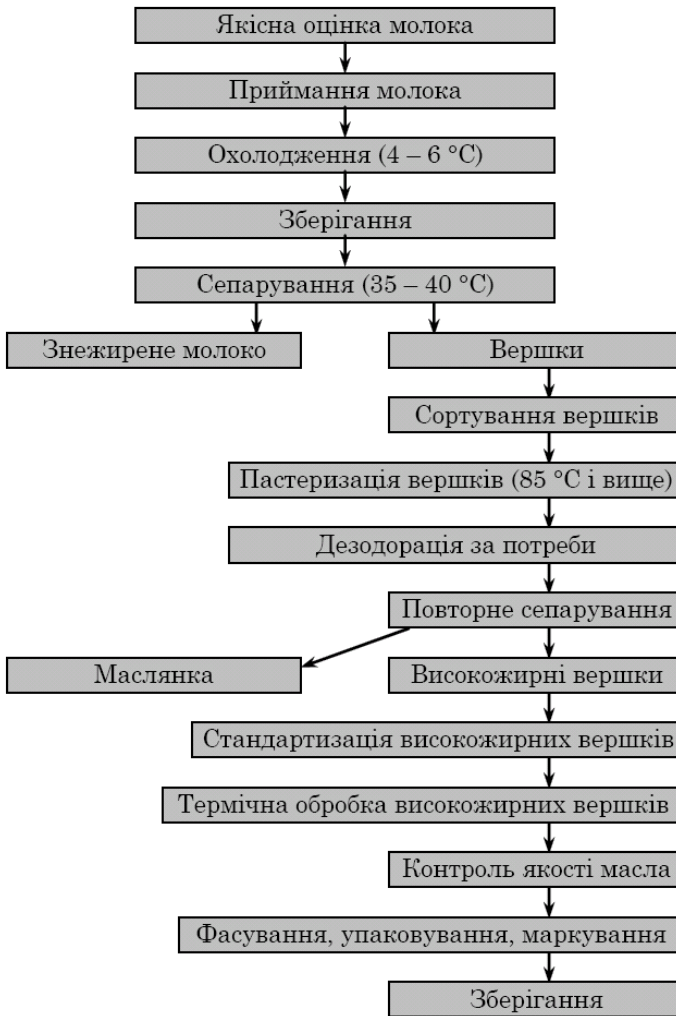 Якісна оцінка молока
Приймання молока
Охолодження (4 – 6 °С)
Зберігання
Сепарування (35 – 40 °С)
Знежирене молоко
Вершки
Сортування вершків
Пастеризація вершків (85 °С і вище)
Дезодорація за потреби
Повторне сепарування
Маслянка
Високожирні вершки
Стандартизація високожирних вершків
Термічна обробка високожирних вершків
Контроль якості масла
Фасування, упаковування, маркування
Зберігання